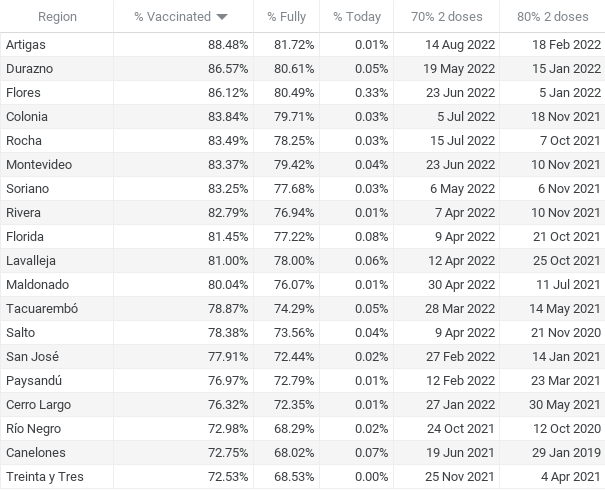 Region % Vaccinated % Fully % Today 70% 2 doses 80% 2 doses
Artigas 88.48% 81.72% 0.01% 14 Aug 2022 18 Feb 2022
Durazno 86.57% 80.61% 0.05% 19 May 2022 15 Jan 2022
Flores 86.12% 80.49% 0.33% 23 Jun 2022 5 Jan 2022
Colonia 83.84% 79.71% 0.03% 5 Jul 2022 18 Nov 2021
Rocha 83.49% 78.25% 0.03% 15 Jul 2022 7 Oct 2021
Montevideo 83.37% 79.42% 0.04% 23 Jun 2022 10 Nov 2021
Soriano 83.25% 77.68% 0.03% 6 May 2022 6 Nov 2021
Rivera 82.79% 76.94% 0.01% 7 Apr 2022 10 Nov 2021
Florida 81.45% 77.22% 0.08% 9 Apr 2022 21 Oct 2021
Lavalleja 81.00% 78.00% 0.06% 12 Apr 2022 25 Oct 2021
Maldonado 80.04% 76.07% 0.01% 30 Apr 2022 11 Jul 2021
Tacuarembó 78.87% 74.29% 0.05% 28 Mar 2022 14 May 2021
Salto 78.38% 73.56% 0.04% 9 Apr 2022 21 Nov 2020
San José 77.91% 72.44% 0.02% 27 Feb 2022 14 Jan 2021
Paysandú 76.97% 72.79% 0.01% 12 Feb 2022 23 Mar 2021
Cerro Largo 76.32% 72.35% 0.01% 27 Jan 2022 30 May 2021
Río Negro 72.98% 68.29% 0.02% 24 Oct 2021 12 Oct 2020
Canelones 72.75% 68.02% 0.07% 19 Jun 2021 29 Jan 2019
Treinta y Tres 72.53% 68.53% 0.00% 25 Nov 2021 4 Apr 2021